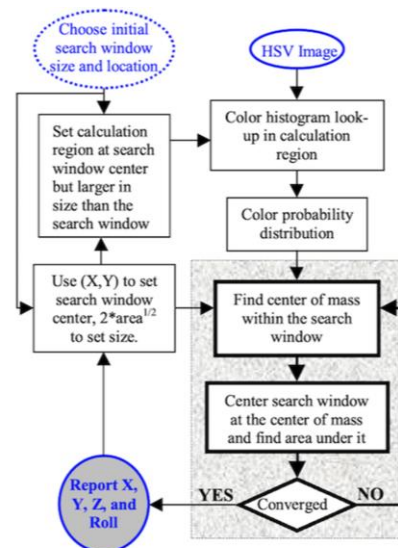 Choose initial
search window
size and location
HSV Image
Set calculation
region at search
window center
but larger in
size than the
search window
Color histogram look-
up in calculation
region
Color probability
distribution
Use (X,Y) to set
search window
center, 2*area^1/2
to set size.
Find center of mass
within the search
window
Center search window
at the center of mass
and find area under it
Report X,
Y, Z, and
Roll
YES
Converged
NO